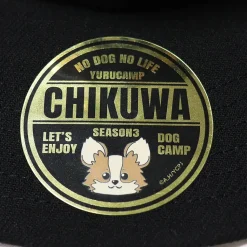 NO DOG NO LIFE
YURUCAMP
CHIKUWA
SEASON3
LET'S ENJOY
DOG CAMP